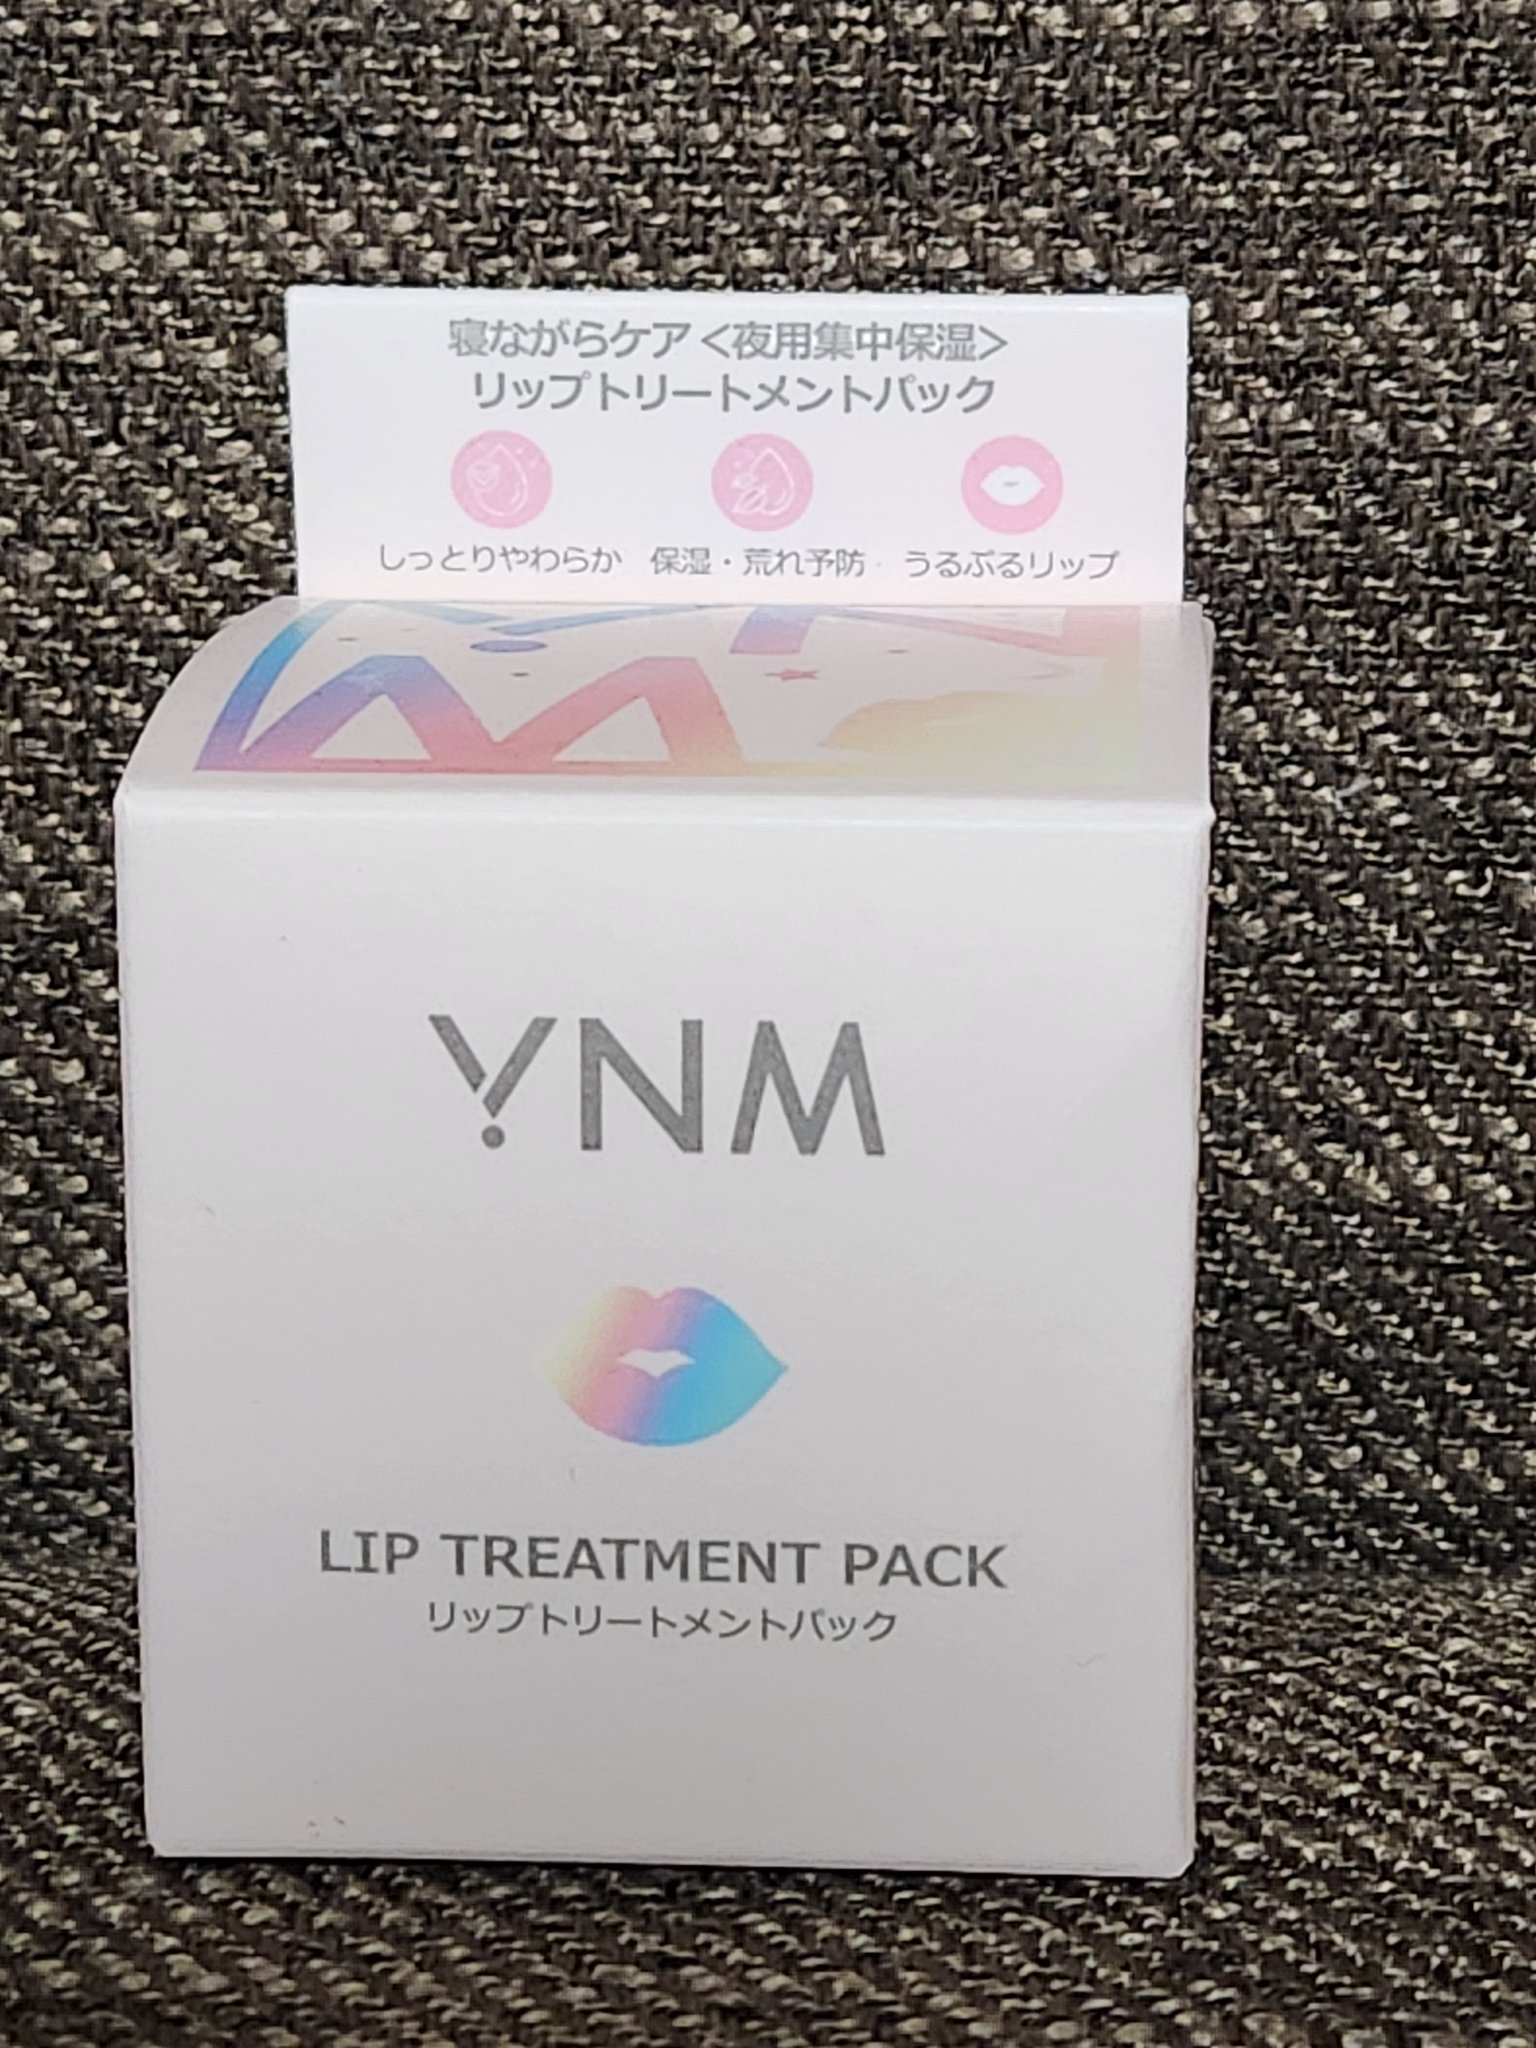 寝ながらケア<夜用集中保湿>
リップトリートメントパック
しっとりやわらか 保湿・荒れ予防 うるぷるリップ
YNM
LIP TREATMENT PACK
リップトリートメントパック